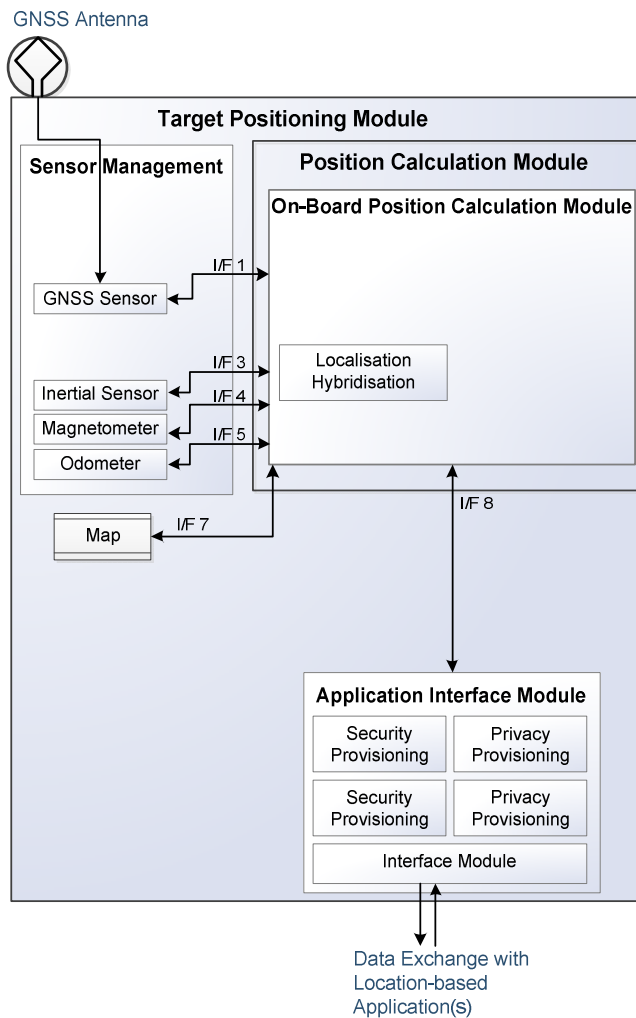 GNSS Antenna
Target Positioning Module
Sensor Management
Position Calculation Module
On-Board Position Calculation Module
I/F 1
GNSS Sensor
I/F 3
Localisation
Hybridisation
Inertial Sensor
I/F 4
Magnetometer
I/F 5
Odometer
I/F 7
Map
I/F 8
Application Interface Module
Security
Provisioning
Privacy
Provisioning
Security
Provisioning
Privacy
Provisioning
Interface Module
Data Exchange with
Location-based
Application(s)